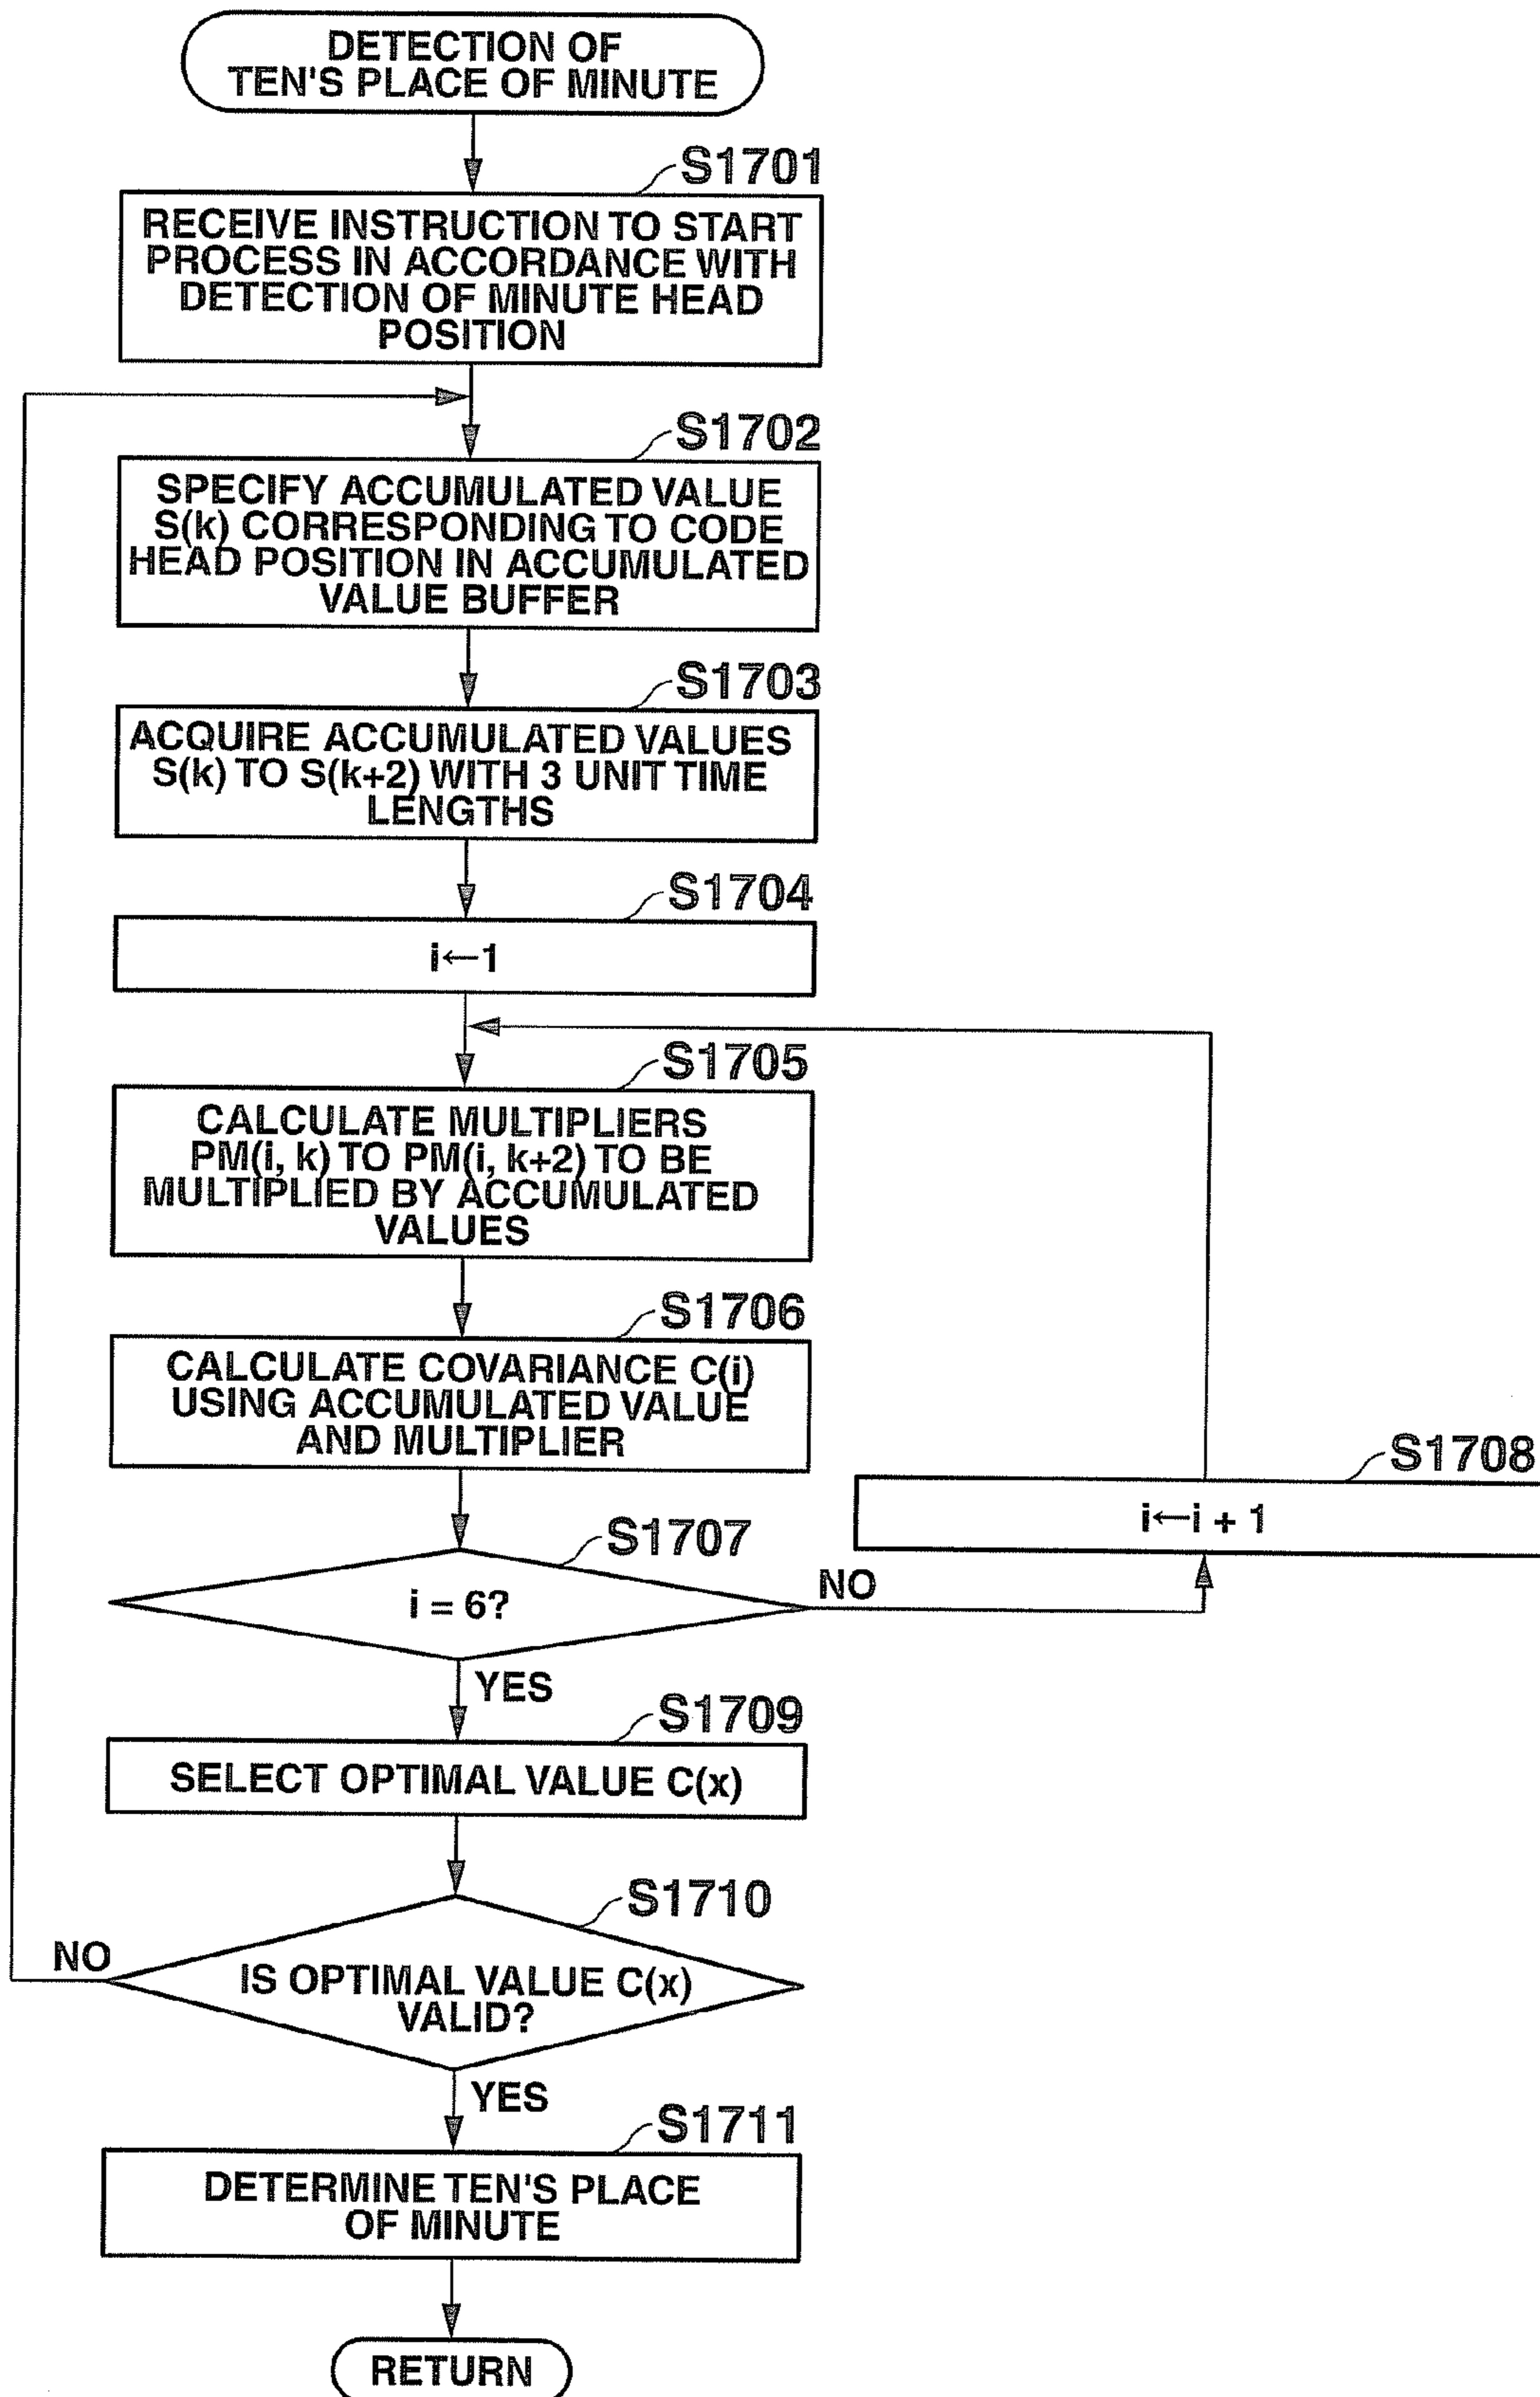 DETECTION OF
TEN'S PLACE OF MINUTE
S1701
RECEIVE INSTRUCTION TO START
PROCESS IN ACCORDANCE WITH
DETECTION OF MINUTE HEAD
POSITION
S1702
SPECIFY ACCUMULATED VALUE
S(k) CORRESPONDING TO CODE
HEAD POSITION IN ACCUMULATED
VALUE BUFFER
S1703
ACQUIRE ACCUMULATED VALUES
S(k) TO S(k+2) WITH 3 UNIT TIME
LENGTHS
S1704
i←1
S1705
CALCULATE MULTIPLIERS
PM(i, k) TO PM(i, k+2) TO BE
MULTIPLIED BY ACCUMULATED
VALUES
S1706
CALCULATE COVARIANCE C(i)
USING ACCUMULATED VALUE
AND MULTIPLIER
S1707
i = 6?
NO
S1708
i←i + 1
YES
S1709
SELECT OPTIMAL VALUE C(x)
S1710
IS OPTIMAL VALUE C(x)
VALID?
NO
YES
S1711
DETERMINE TEN'S PLACE
OF MINUTE
RETURN